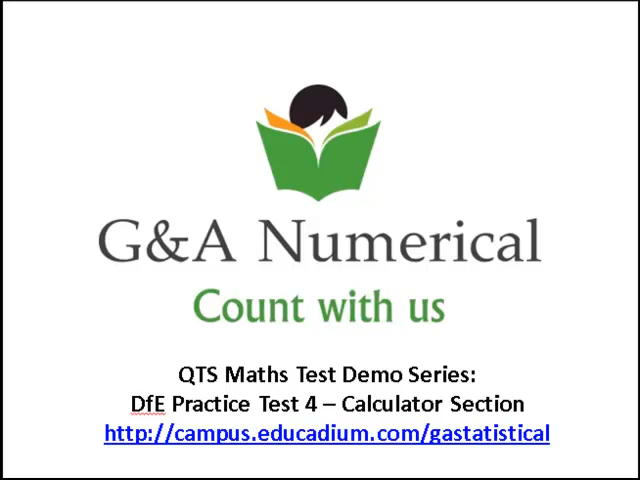 G&A Numerical
Count with us
QTS Maths Test Demo Series:
DfE Practice Test 4 – Calculator Section
http://campus.educadium.com/gastatistical